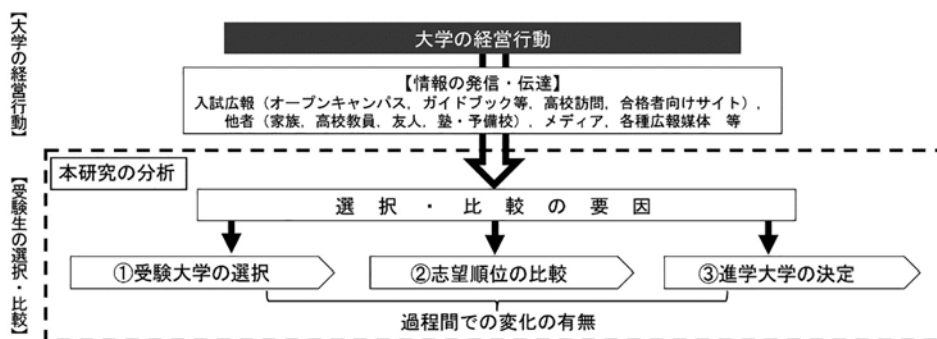 【大学の経営行動】
大学の経営行動
【情報の発信・伝達】
入試広報（オープンキャンパス，ガイドブック等，高校訪問，合格者向けサイト），
他者（家族，高校教員，友人，塾・予備校），メディア，各種広報媒体　等
【受験生の選択・比較】
本研究の分析
選択・比較の要因
①受験大学の選択
②志望順位の比較
③進学大学の決定
過程間での変化の有無